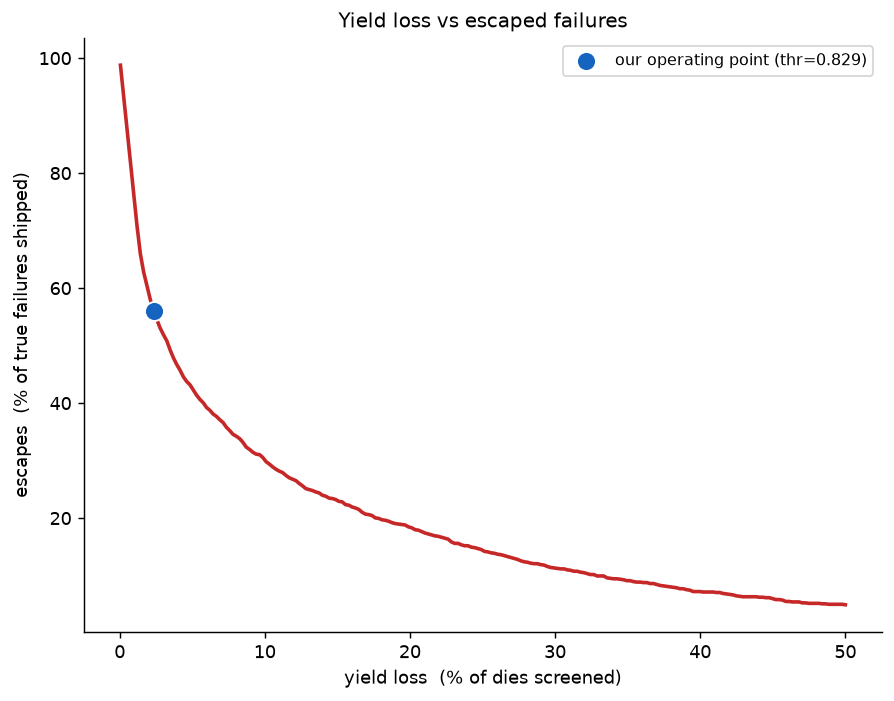 Yield loss vs escaped failures
our operating point (thr=0.829)
escapes (% of true failures shipped)
100
80
60
40
20
0 10 20 30 40 50
yield loss (% of dies screened)